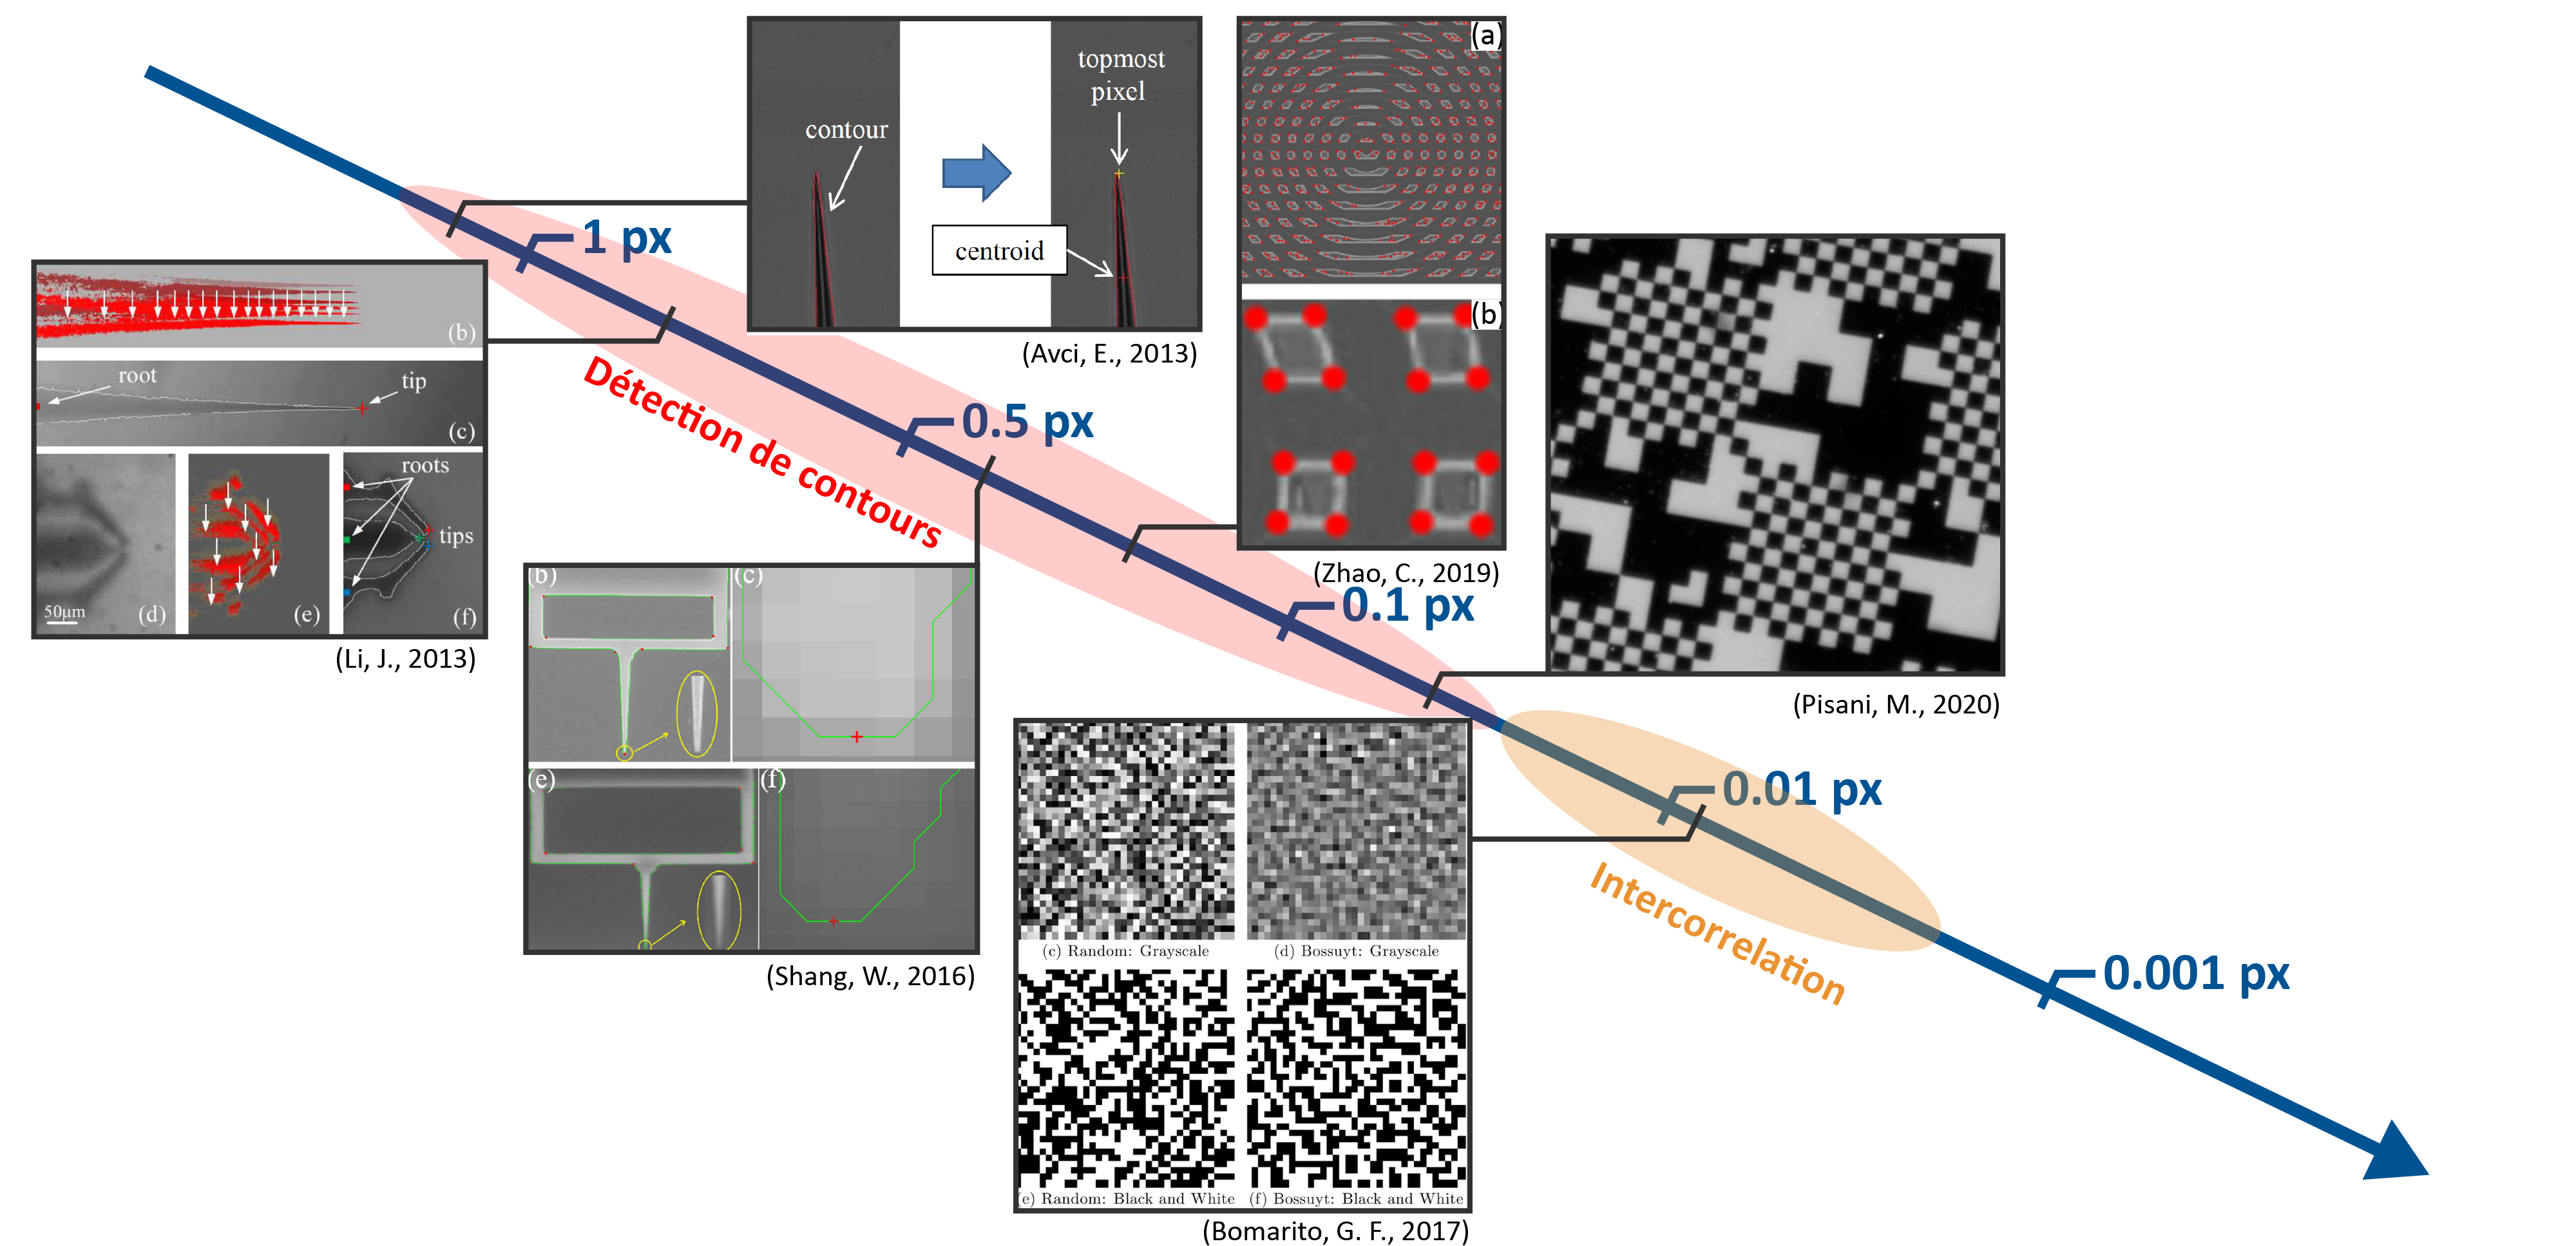 topmost
pixel
contour
centroid
(Avci, E., 2013)
(a)
(b)
(Zhao, C., 2019)
1 px
(b)
root
tip
(c)
roots
tips
50μm
(d)
(e)
(f)
(Li, J., 2013)
Détection de contours
0.5 px
(b)
(c)
(e)
(f)
(Shang, W., 2016)
0.1 px
(Pisani, M., 2020)
0.01 px
Intercorrelation
(c) Random: Grayscale
(d) Bossuyt: Grayscale
(e) Random: Black and White
(f) Bossuyt: Black and White
(Bomarito, G. F., 2017)
0.001 px